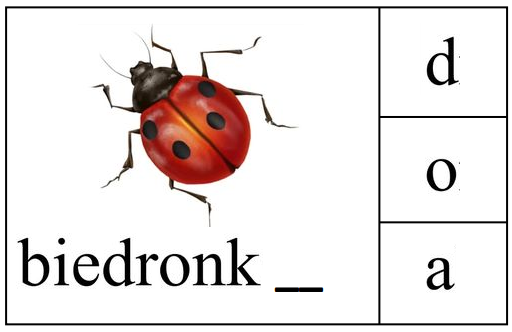 d
o
a
biedronk __